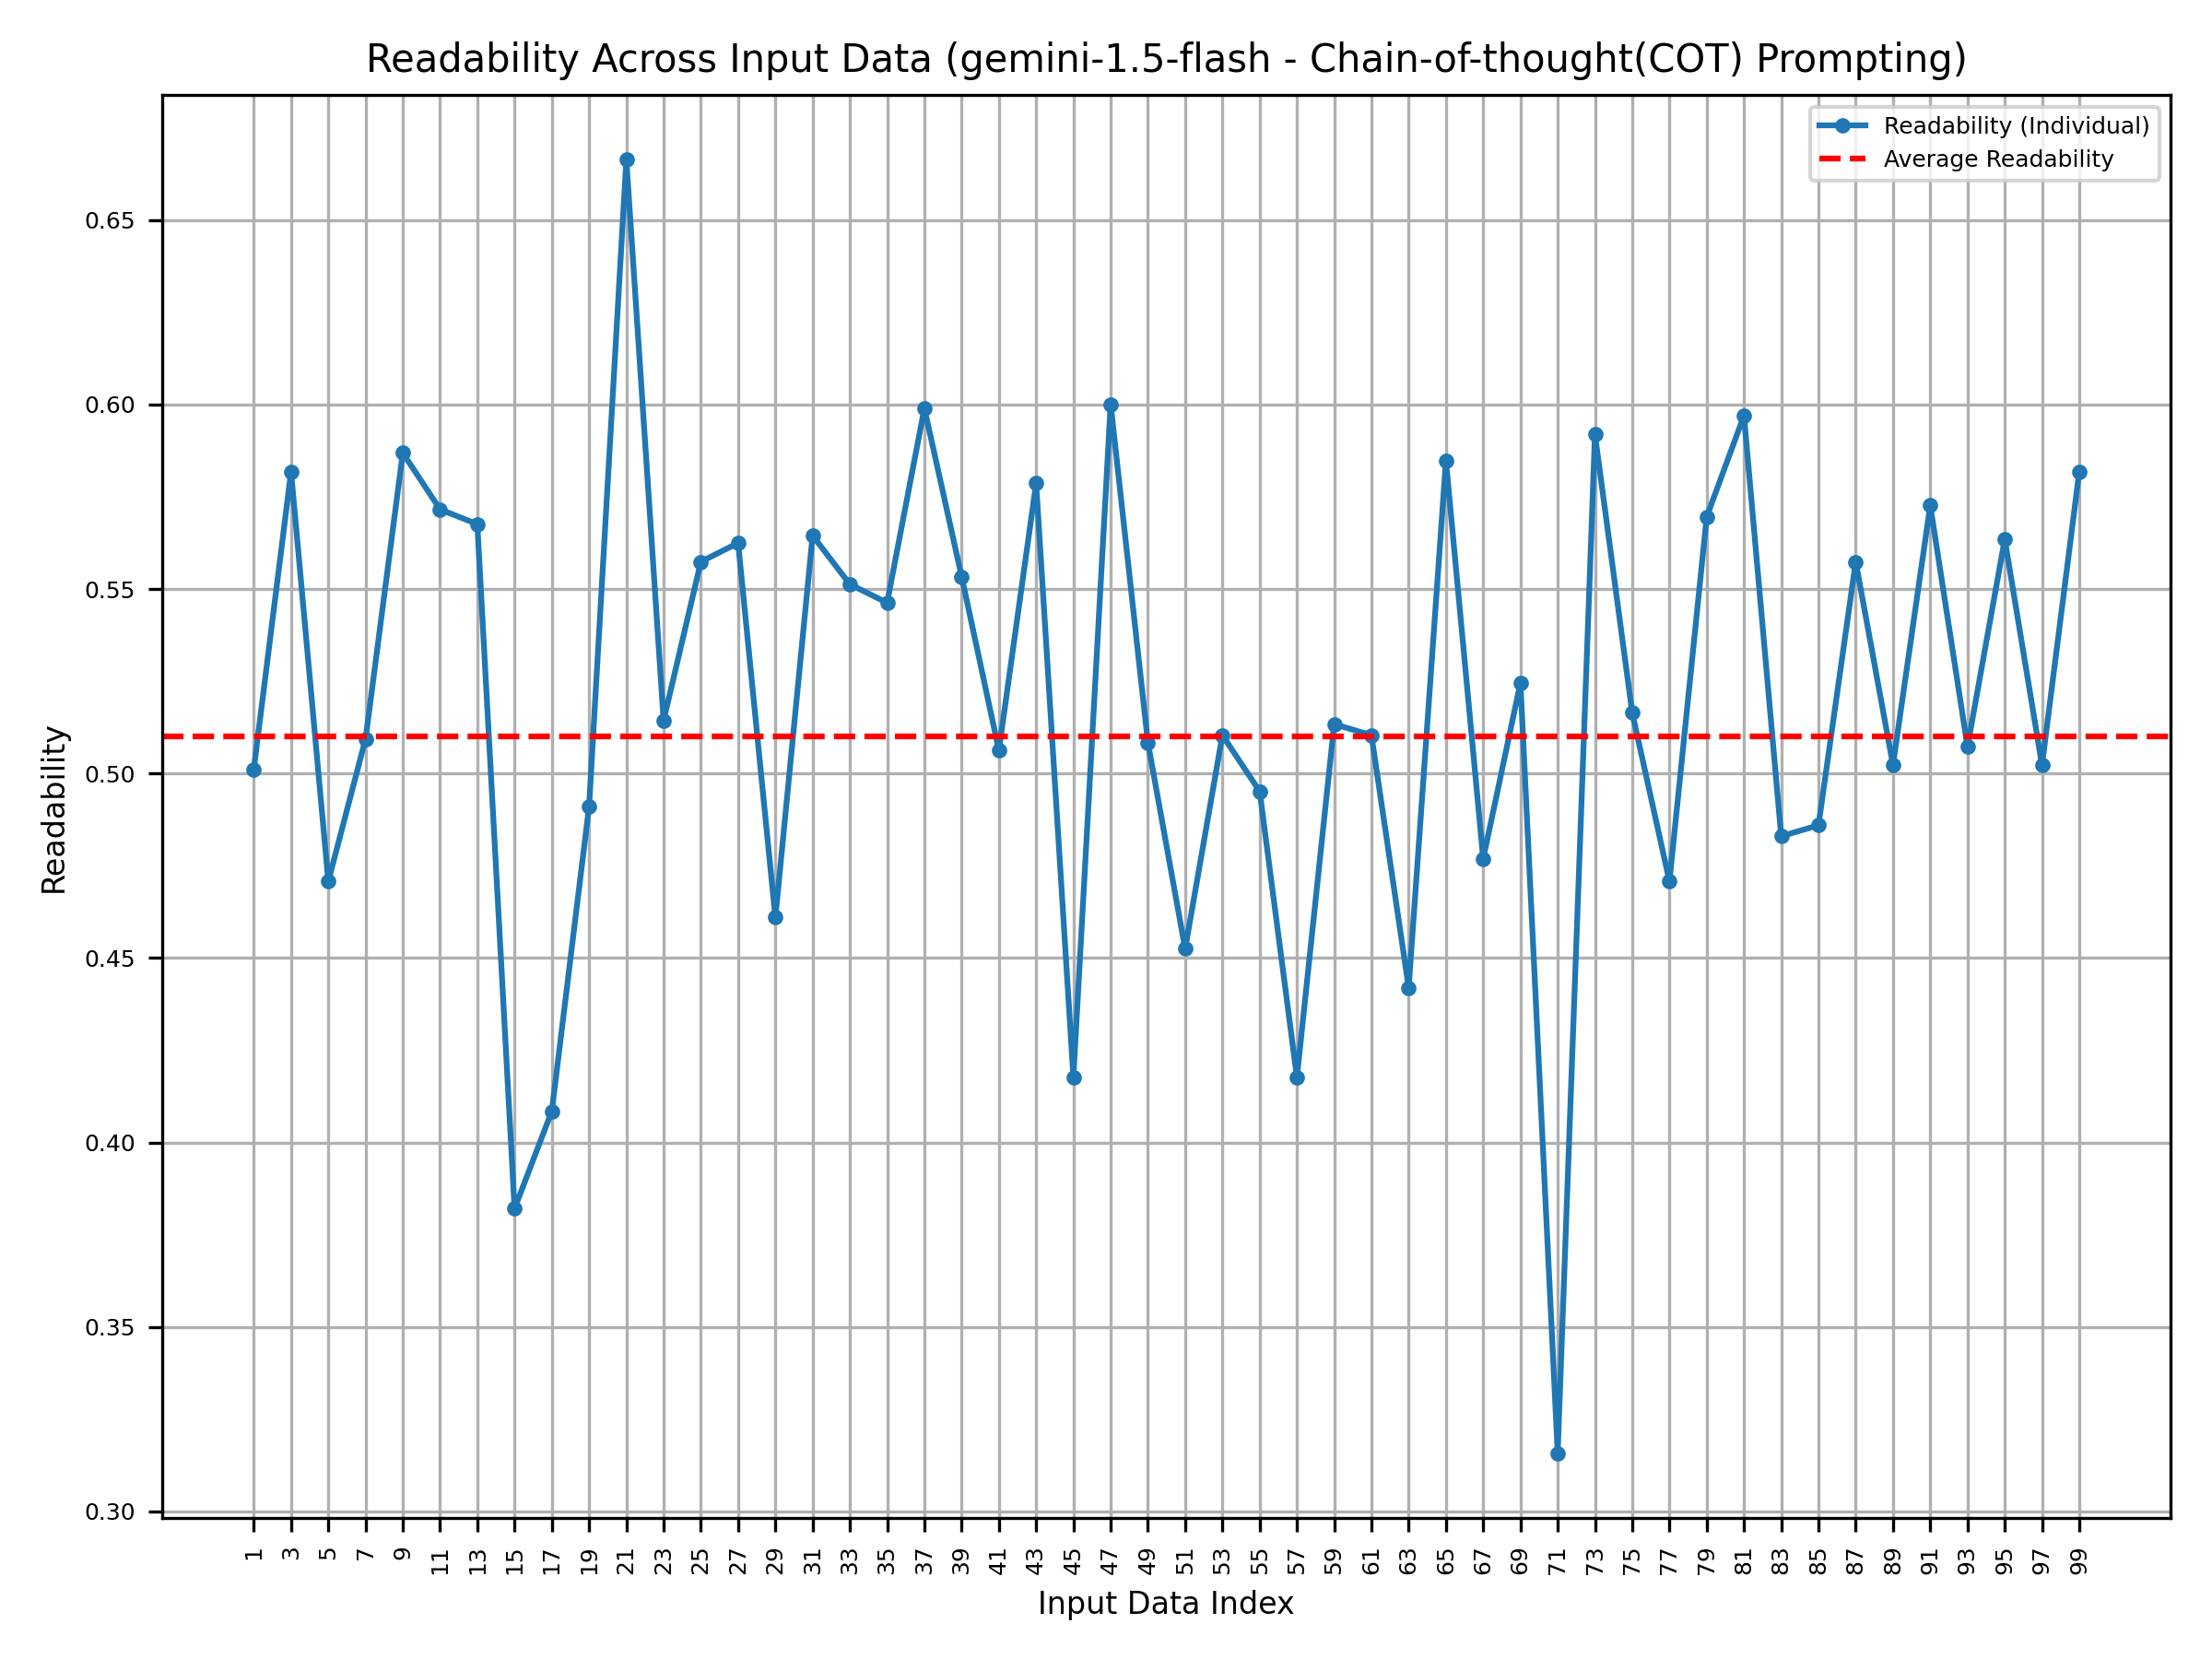 Readability Across Input Data (gemini-1.5-flash - Chain-of-thought(COT) Prompting)
Readability (Individual)
Average Readability
Readability
0.65
0.60
0.55
0.50
0.45
0.40
0.35
0.30
1 3 5 7 9 11 13 15 17 19 21 23 25 27 29 31 33 35 37 39 41 43 45 47 49 51 53 55 57 59 61 63 65 67 69 71 73 75 77 79 81 83 85 87 89 91 93 95 97 99
Input Data Index